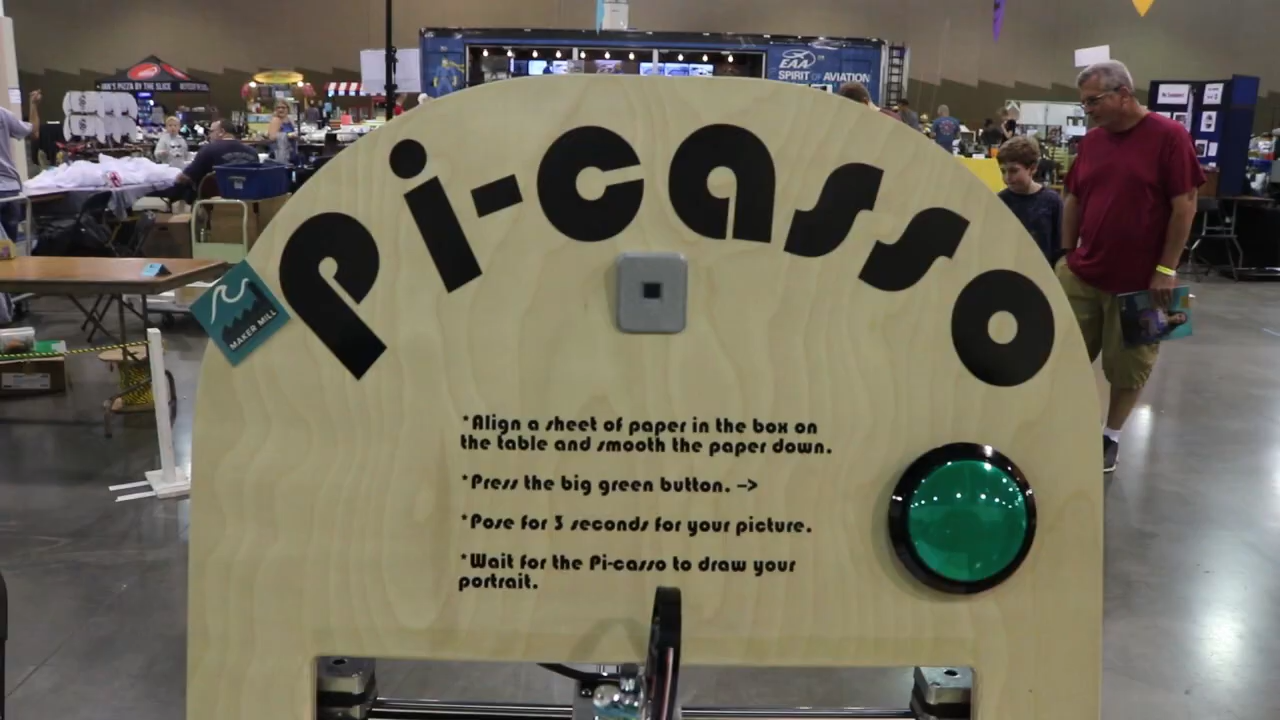 EAA
SPIRIT OF AVIATION
Pi-casso
MAKER MILL
*Align a sheet of paper in the box on
the table and smooth the paper down.
*Press the big green button. ->
*Pose for 3 seconds for your picture.
*Wait for the Pi-casso to draw your
portrait.